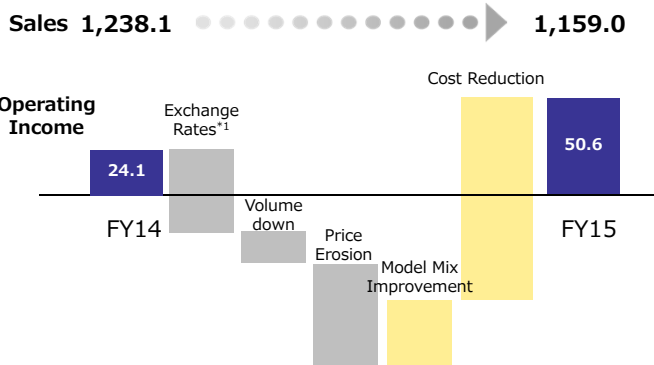 Sales 1,238.1 1,159.0
Cost Reduction
Operating
Income
Exchange
Rates*1
24.1
50.6
FY14
Volume
down
Price
Erosion
Model Mix
Improvement
FY15